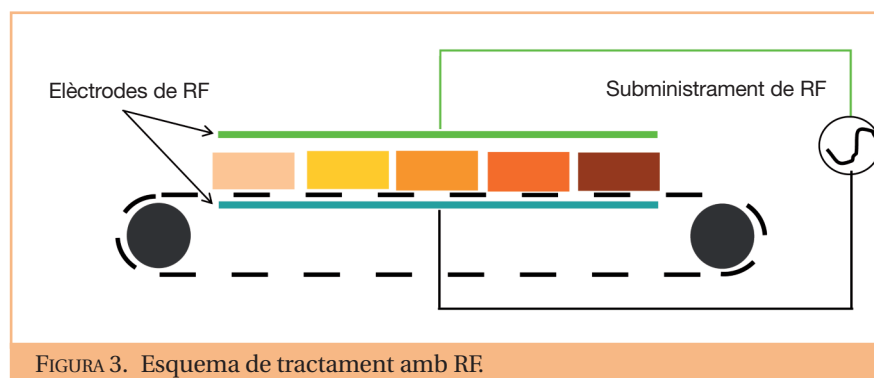 Elèctrodes de RF
Subministrament de RF
FIGURA 3. Esquema de tractament amb RF.